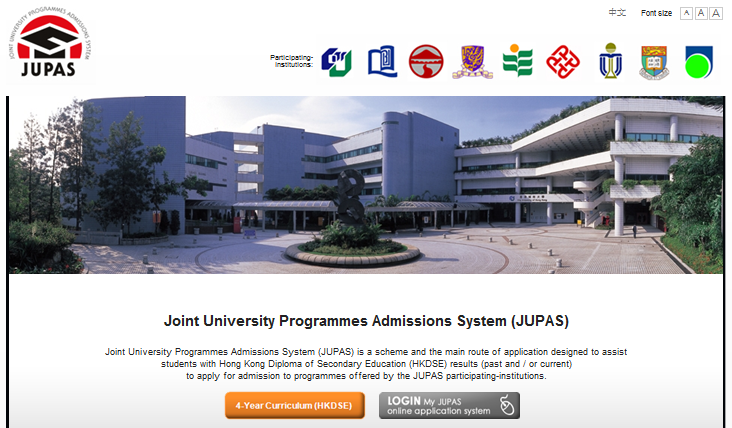 JOINT UNIVERSITY PROGRAMMES ADMISSIONS SYSTEM
JUPAS
中文 Font size A A A
Participating-
institutions:
Joint University Programmes Admissions System (JUPAS)
Joint University Programmes Admissions System (JUPAS) is a scheme and the main route of application designed to assist
students with Hong Kong Diploma of Secondary Education (HKDSE) results (past and / or current)
to apply for admission to programmes offered by the JUPAS participating-institutions.
4-Year Curriculum (HKDSE)
LOGIN My JUPAS
online application system